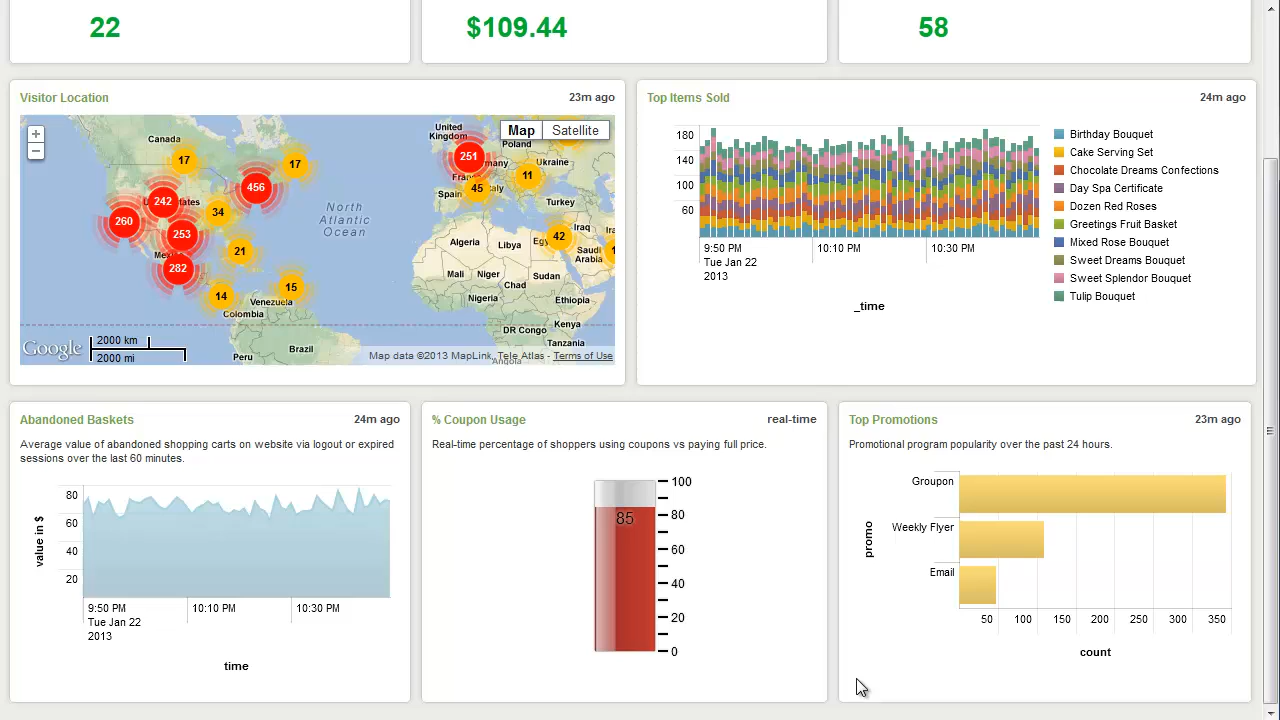 22
$109.44
58
Visitor Location
23m ago
Top Items Sold
24m ago
+
−
Map
Satellite
Canada
United
Kingdom
Poland
Ukraine
17
17
251
11
456
45
Spain
Italy
Turkey
242
34
260
253
42
Iraq
282
21
14
15
North
Atlantic
Ocean
Algeria
Libya
Saudi
Arabia
Mali
Niger
Chad
Sudan
Nigeria
Ethiopia
Venezuela
Colombia
DR Congo
Kenya
Tanzania
Angola
Peru
Brazil
Google
2000 km
2000 mi
Map data ©2013 MapLink, Tele Atlas - Terms of Use
180
140
100
60
9:50 PM
Tue Jan 22
2013
10:10 PM
10:30 PM
_time
Birthday Bouquet
Cake Serving Set
Chocolate Dreams Confections
Day Spa Certificate
Dozen Red Roses
Greetings Fruit Basket
Mixed Rose Bouquet
Sweet Dreams Bouquet
Sweet Splendor Bouquet
Tulip Bouquet
Abandoned Baskets
24m ago
Average value of abandoned shopping carts on website via logout or expired
sessions over the last 60 minutes.
value in $
80
60
40
20
9:50 PM
Tue Jan 22
2013
10:10 PM
10:30 PM
time
% Coupon Usage
real-time
Real-time percentage of shoppers using coupons vs paying full price.
85
100
80
60
40
20
0
Top Promotions
23m ago
Promotional program popularity over the past 24 hours.
promo
Groupon
Weekly Flyer
Email
50
100
150
200
250
300
350
count